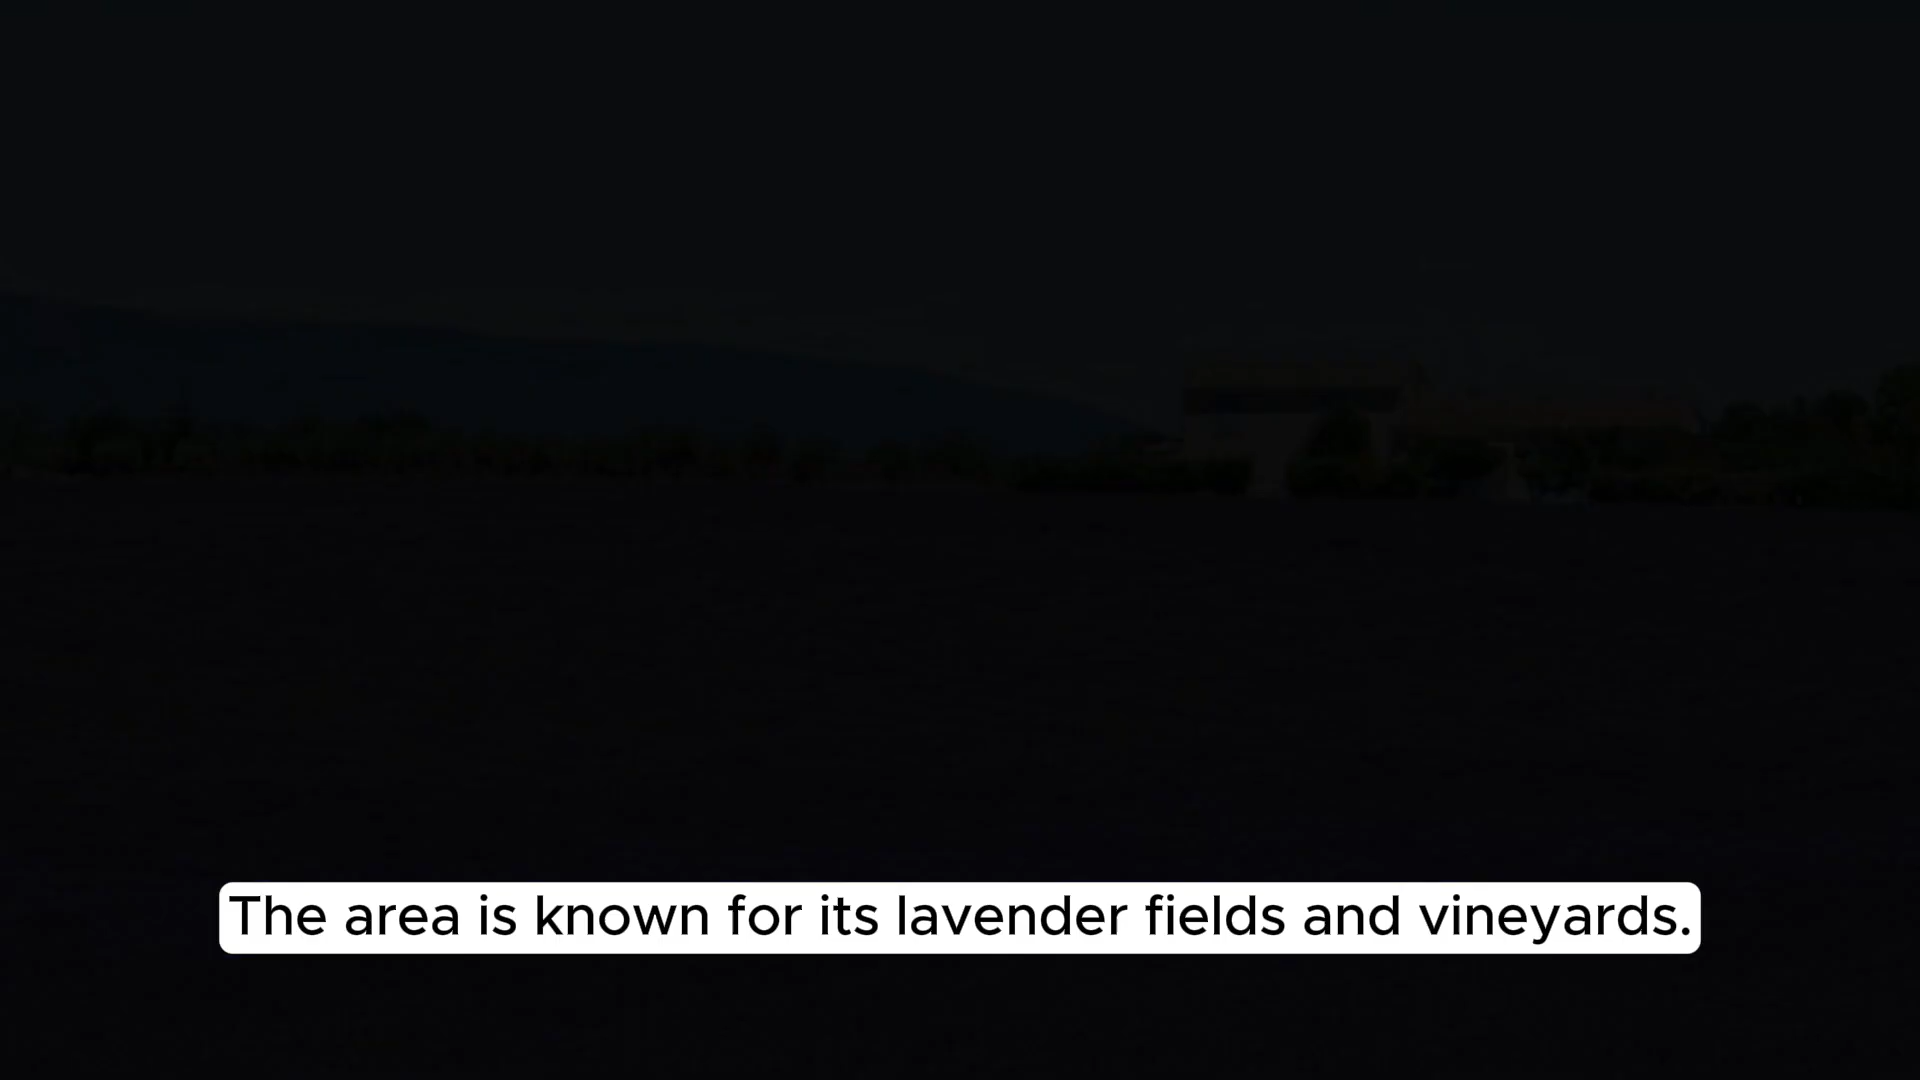 The area is known for its lavender fields and vineyards.